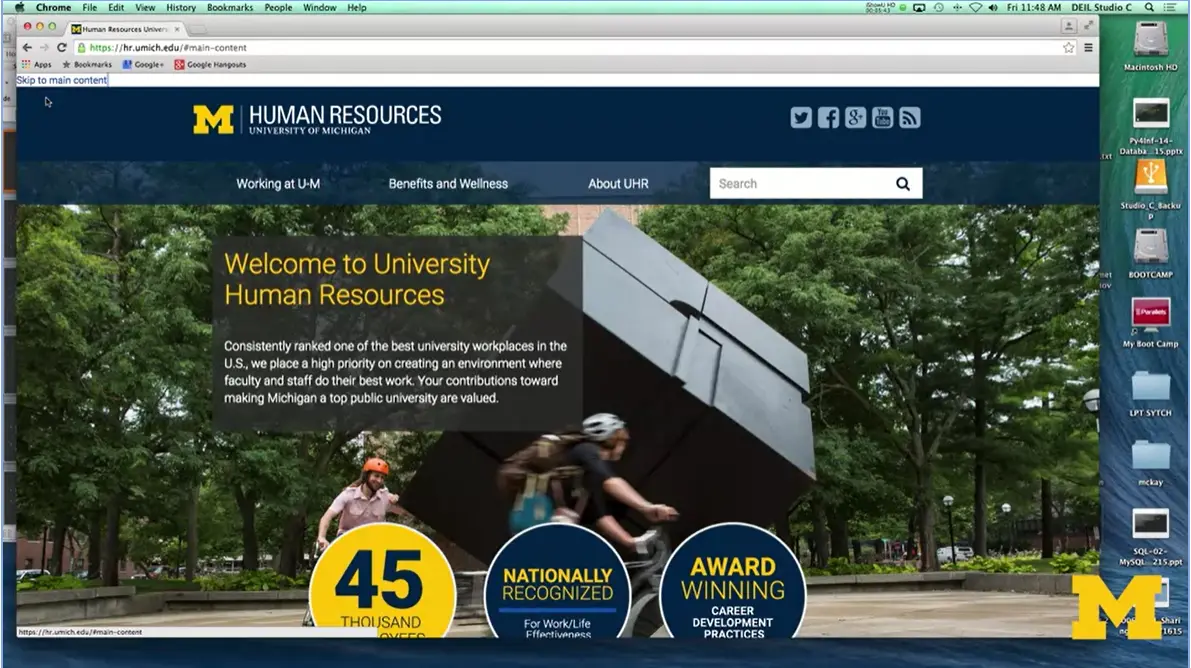 Chrome File Edit View History Bookmarks People Window Help
Fri 11:48 AM DEIL Studio C
Human Resources Univers
https://hr.umich.edu/#main-content
Apps Bookmarks Google+ Google Hangouts
Skip to main content
M HUMAN RESOURCES
UNIVERSITY OF MICHIGAN
You
Tube
Working at U-M Benefits and Wellness About UHR Search
Welcome to University
Human Resources
Consistently ranked one of the best university workplaces in the
U.S., we place a high priority on creating an environment where
faculty and staff do their best work. Your contributions toward
making Michigan a top public university are valued.
45
THOUSAND
NATIONALLY
RECOGNIZED
For Work/Life
Effectiveness
AWARD
WINNING
CAREER
DEVELOPMENT
PRACTICES
https://hr.umich.edu/#main-content
Macintosh HD
Py4Inf-14-
Databa...15.pptx
Studio_C_Backu
p
BOOTCAMP
Parallels
My Boot Camp
LPT SYTCH
mckay
SQL-02-
MySQL...215.ppt
M